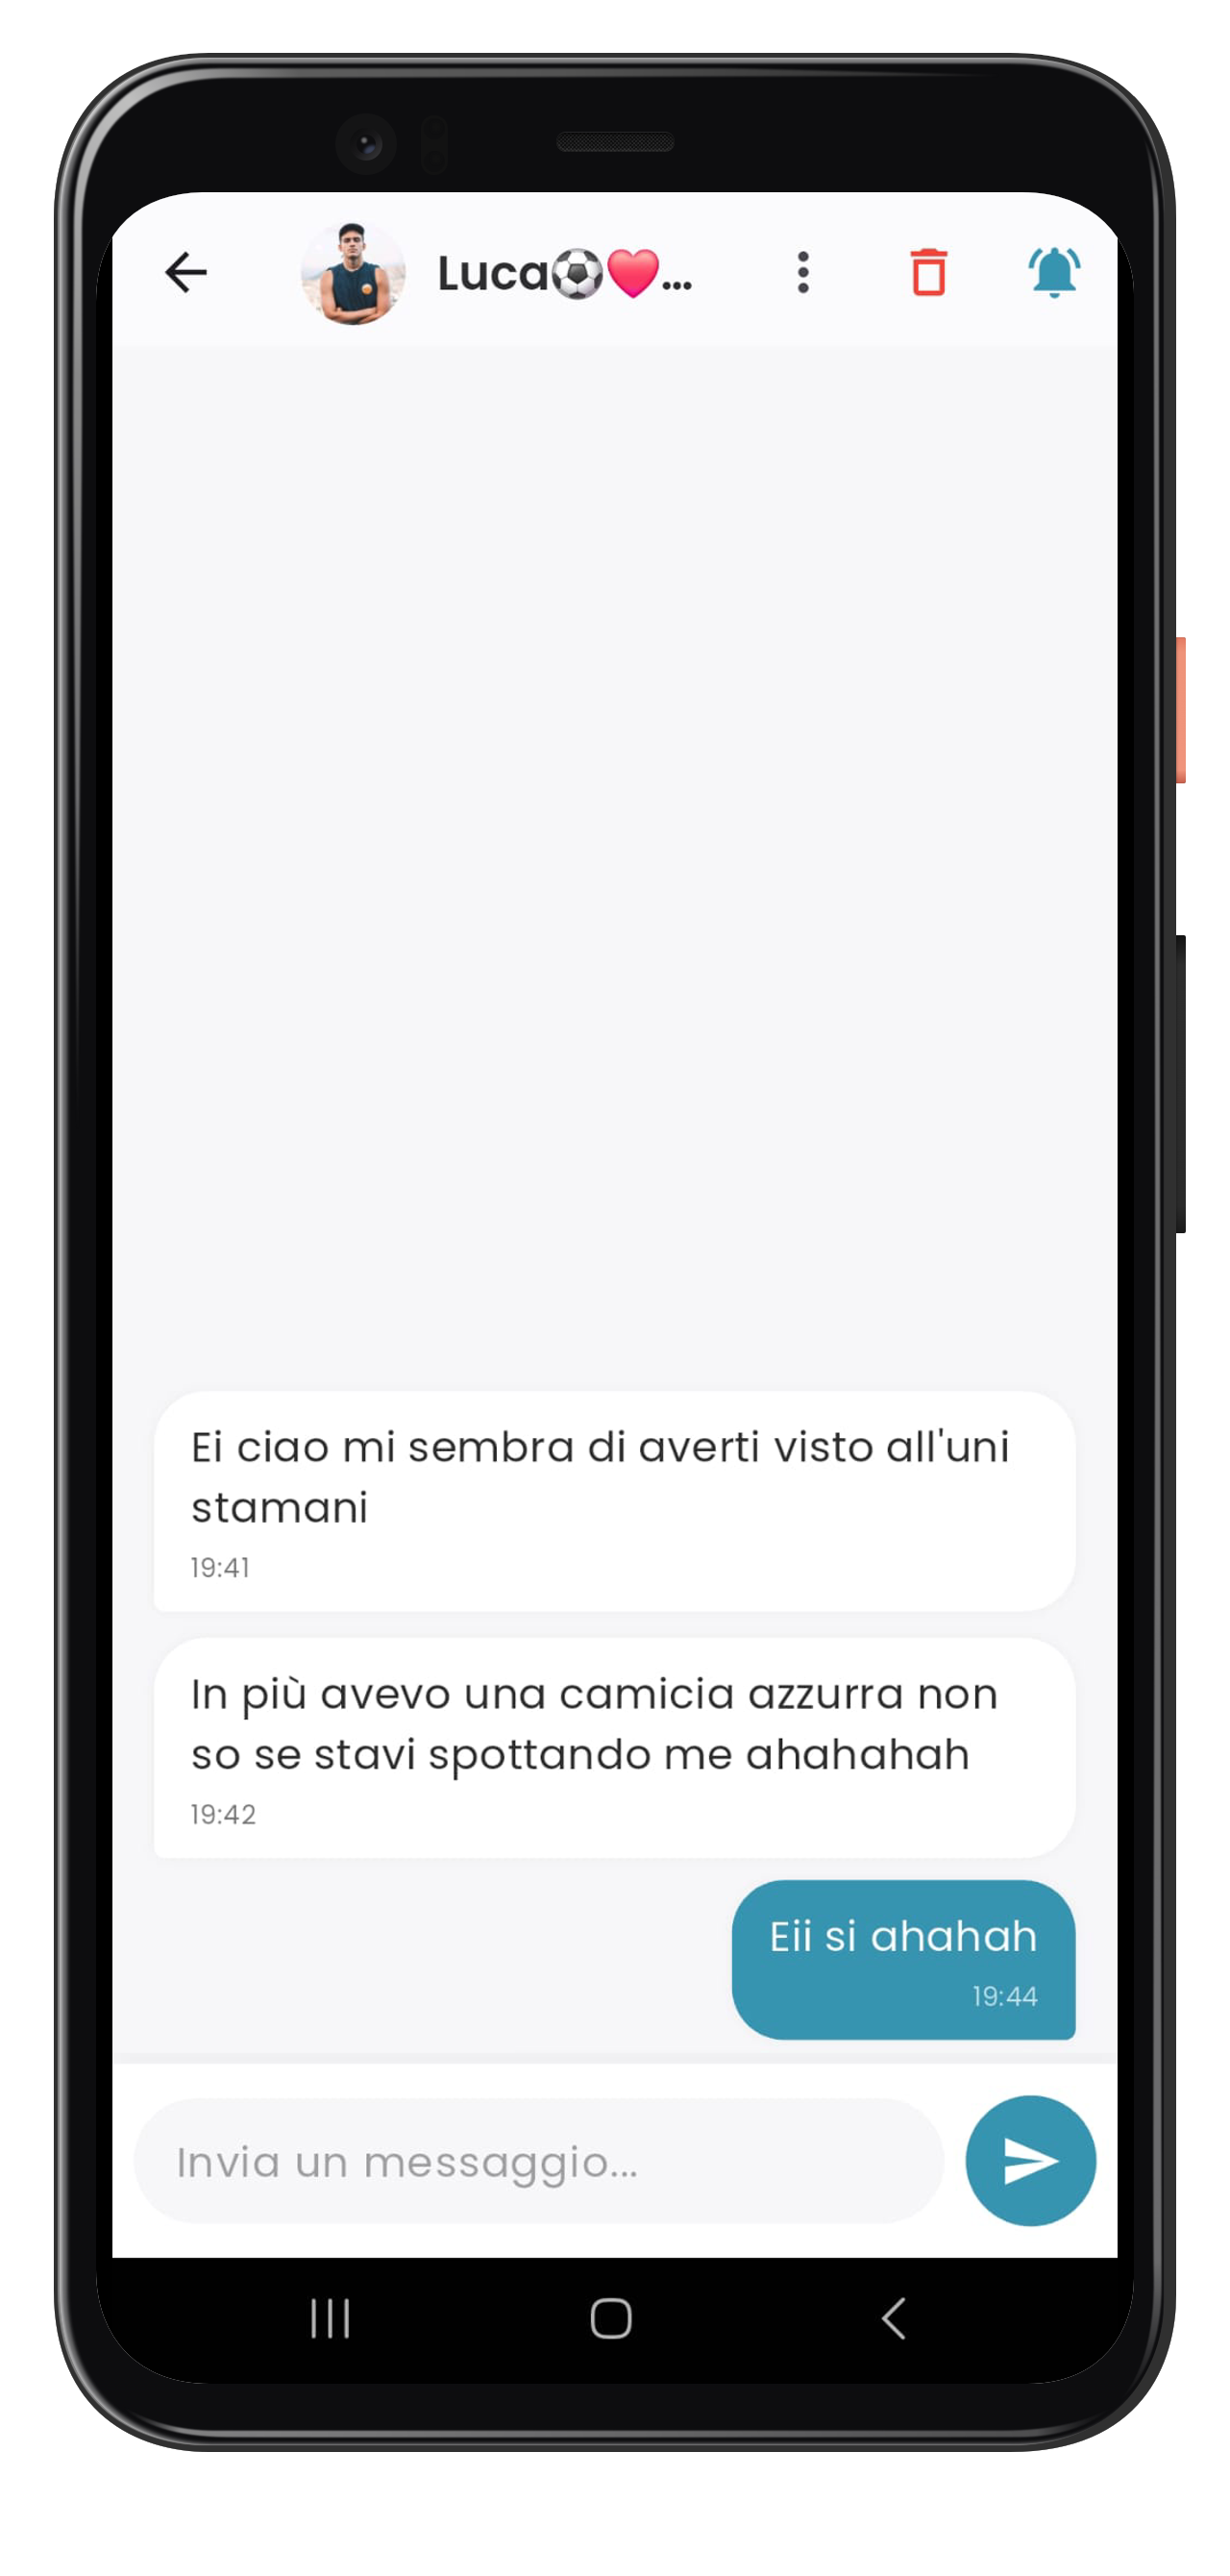 Luca⚽❤️...
Ei ciao mi sembra di averti visto all'uni
stamani
19:41
In più avevo una camicia azzurra non
so se stavi spottando me ahahahah
19:42
Eii si ahahah
19:44
Invia un messaggio...